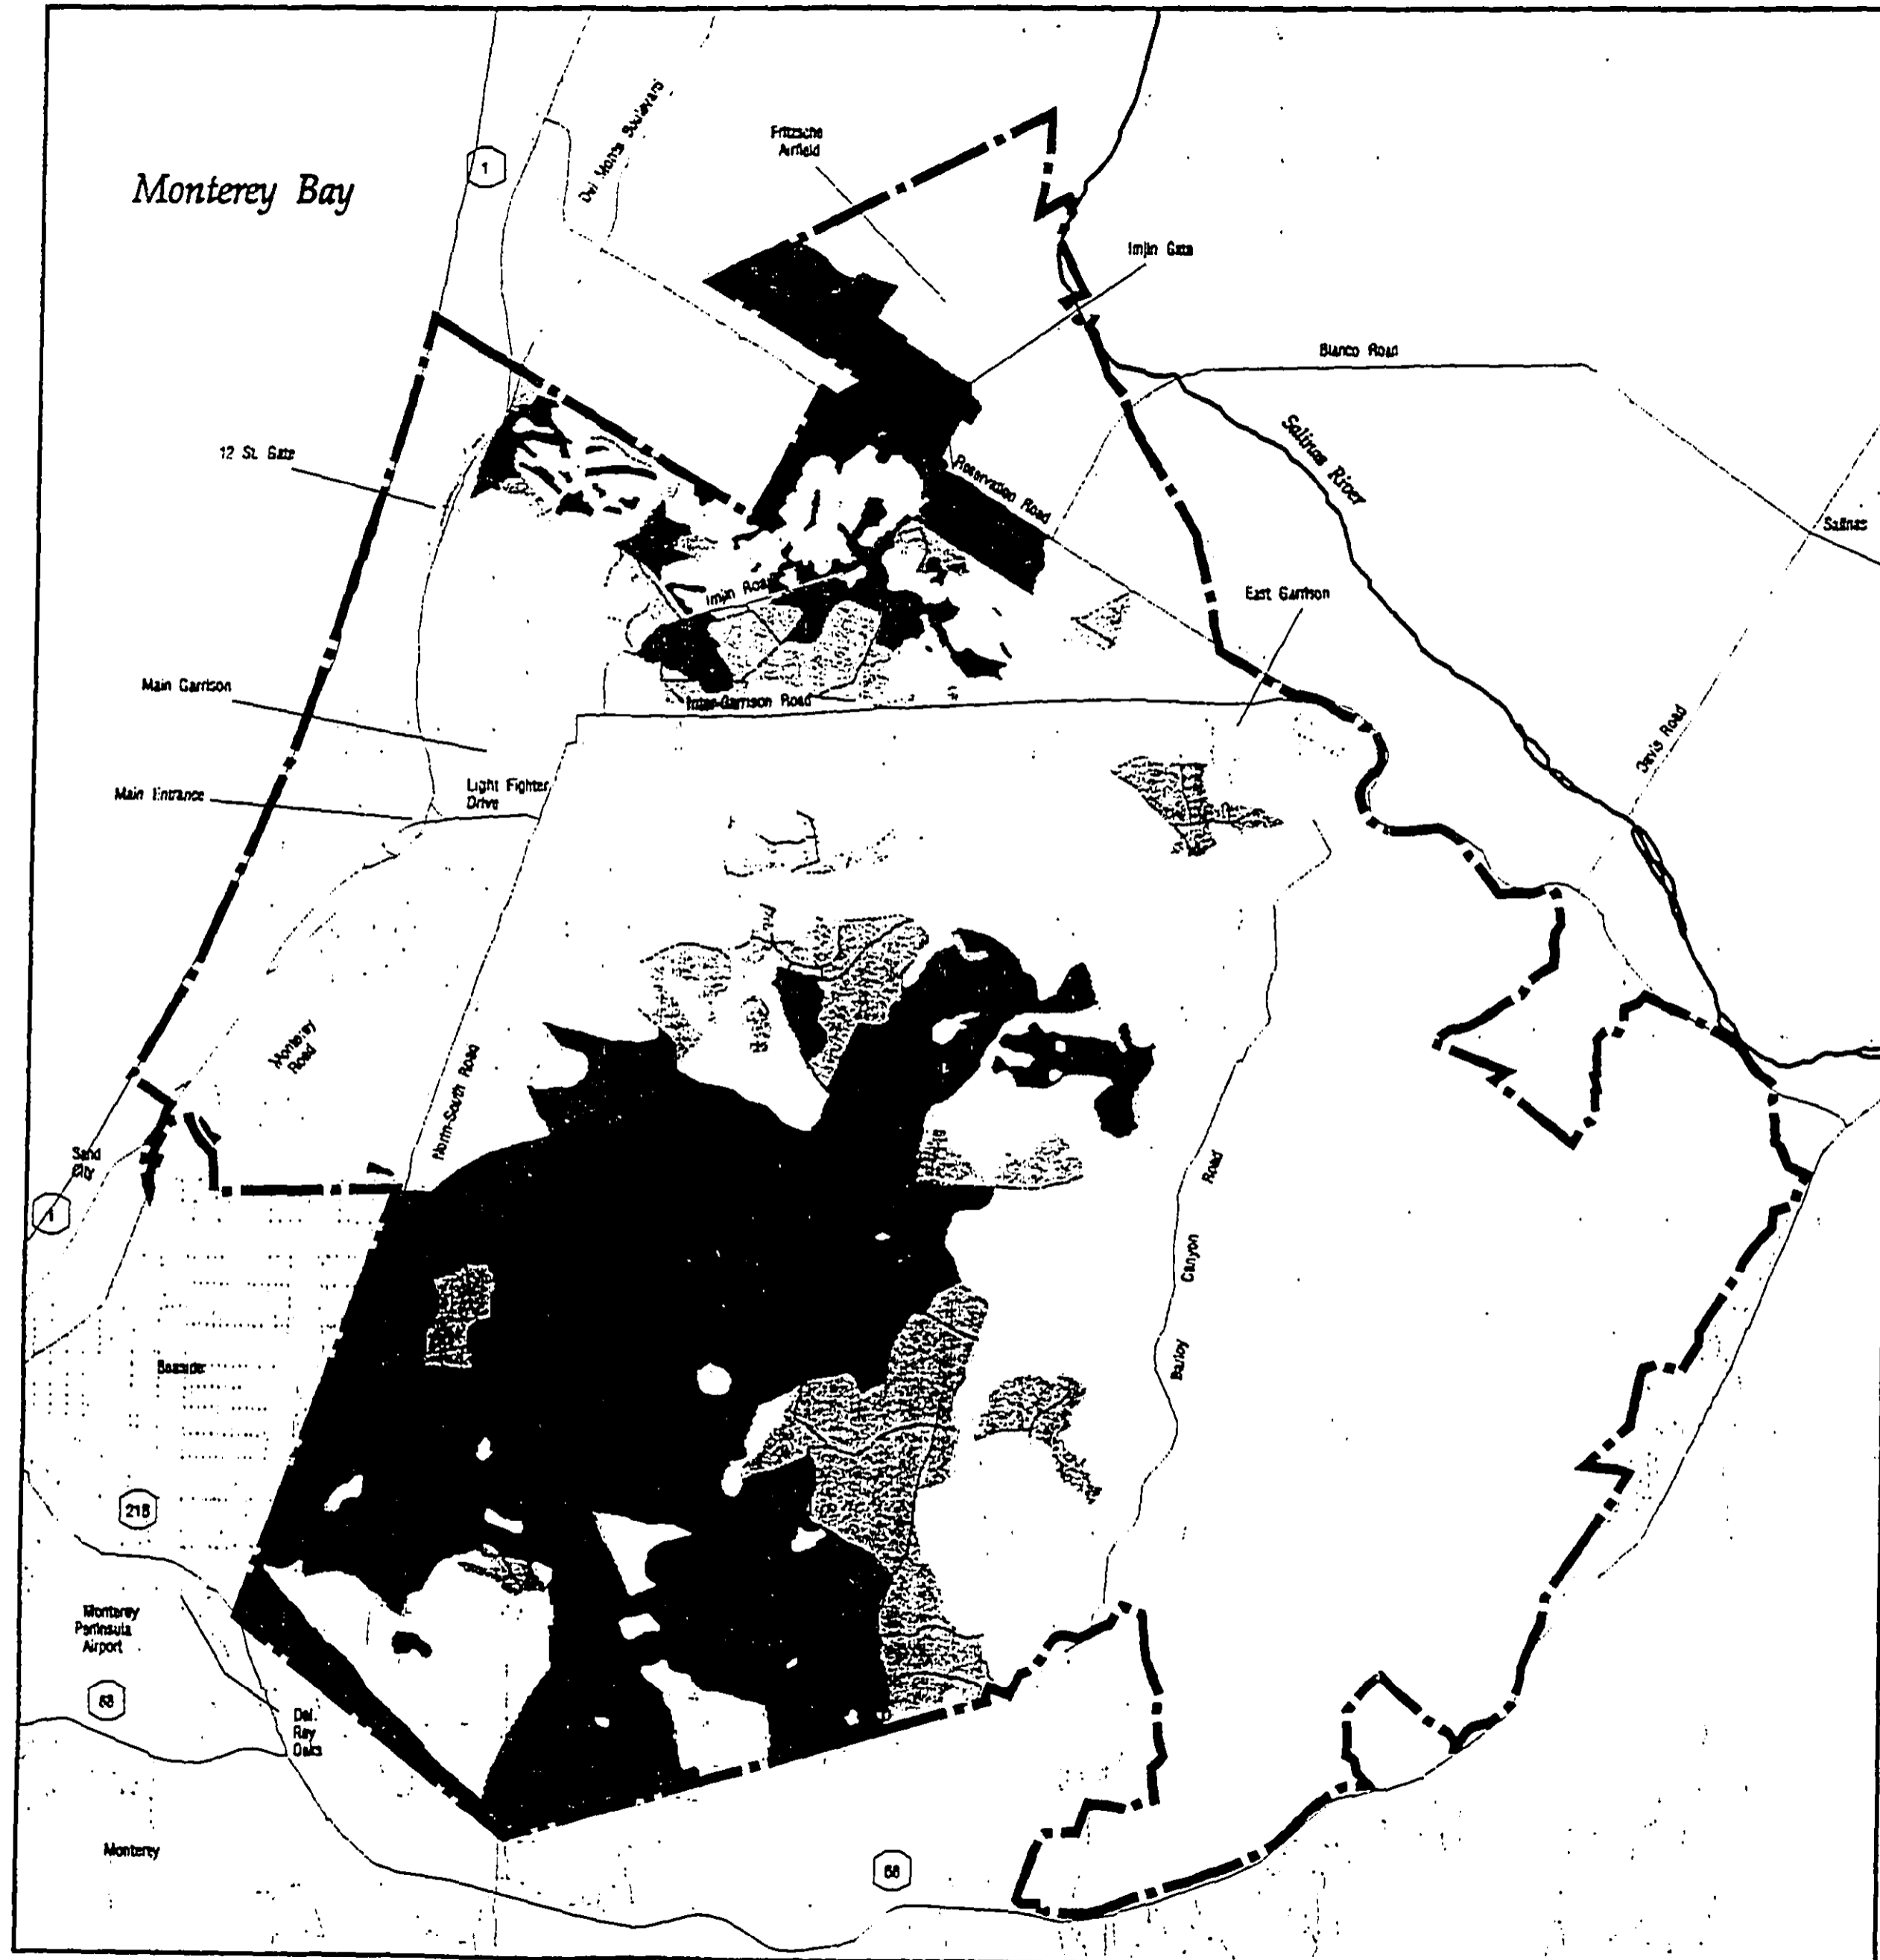 Monterey Bay
1
Del Monte Boulevard
Fritzsche
Airfield
Imjin Gate
Blanco Road
12 St. Gate
Salinas River
Reservation Road
Salinas
Imjin Road
East Garrison
Main Garrison
Inter-Garrison Road
Davis Road
Main Entrance
Light Fighter
Drive
Monterey
Road
North-South Road
Sand
City
1
Barloy Canyon Road
Seaside
218
Monterey
Peninsula
Airport
68
Del
Rey
Oaks
Monterey
68